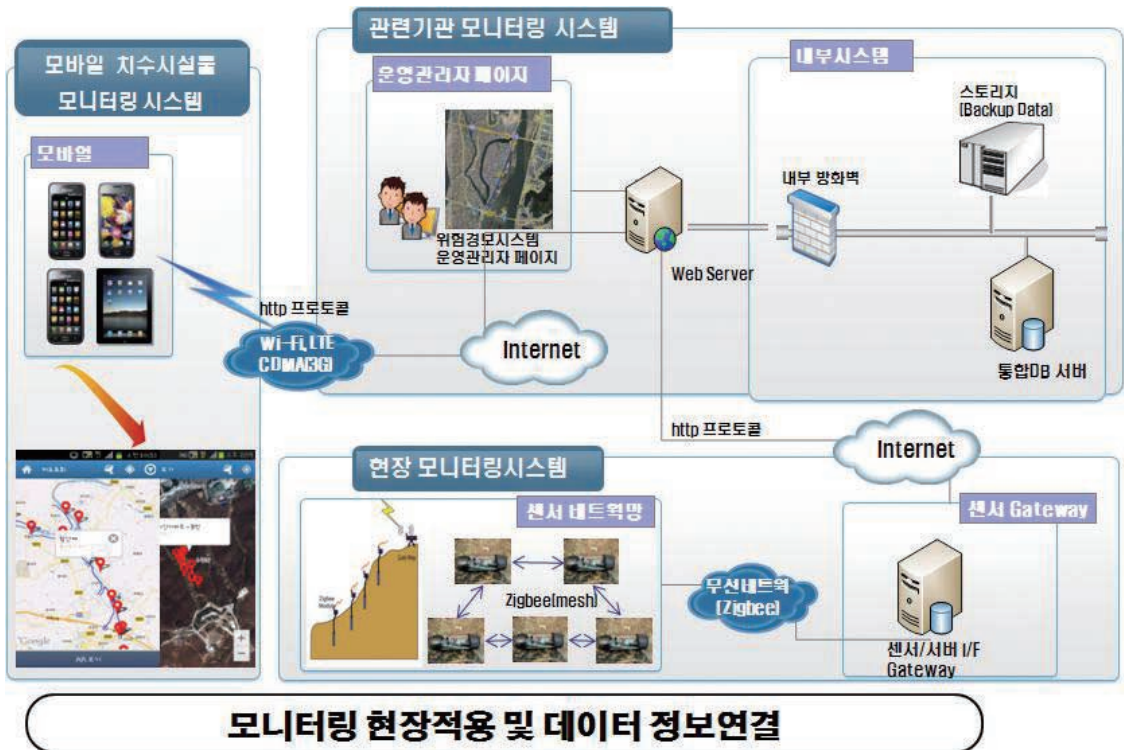 모바일 치수시설물
모니터링 시스템
모바일
http 프로토콜
Wi-Fi, LTE
CDMA(3G)
관련기관 모니터링 시스템
운영관리자 페이지
위험경보시스템
운영관리자 페이지
Internet
Web Server
내부시스템
스토리지
(Backup Data)
내부 방화벽
통합DB 서버
http 프로토콜
Internet
현장 모니터링시스템
센서 네트워크망
Zigbee
Zigbee(mesh)
무선네트워크
(Zigbee)
센서 Gateway
센서/서버 I/F
Gateway
Google
모니터링 현장적용 및 데이터 정보연결